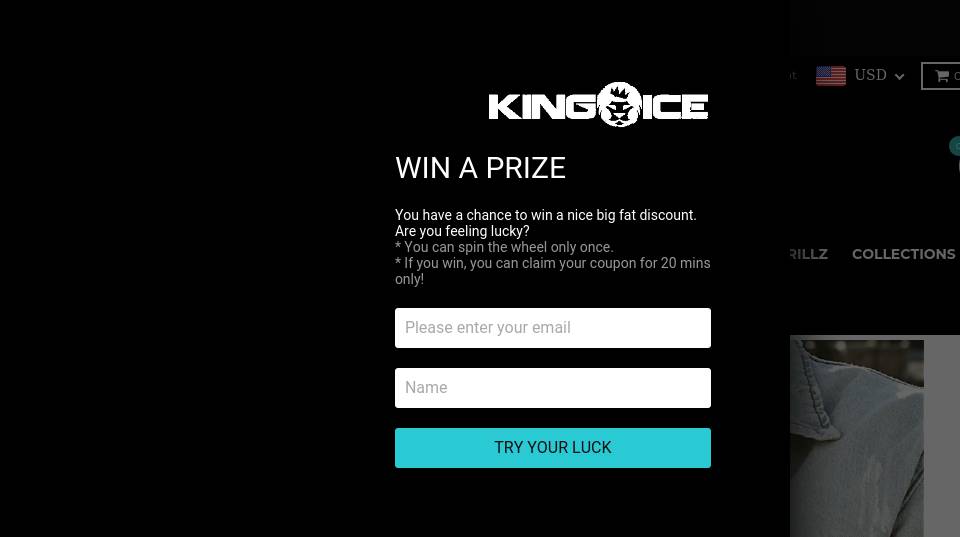 USD
KING ICE
WIN A PRIZE
You have a chance to win a nice big fat discount.
Are you feeling lucky?
* You can spin the wheel only once.
* If you win, you can claim your coupon for 20 mins
only!
COLLECTIONS
Please enter your email
Name
TRY YOUR LUCK